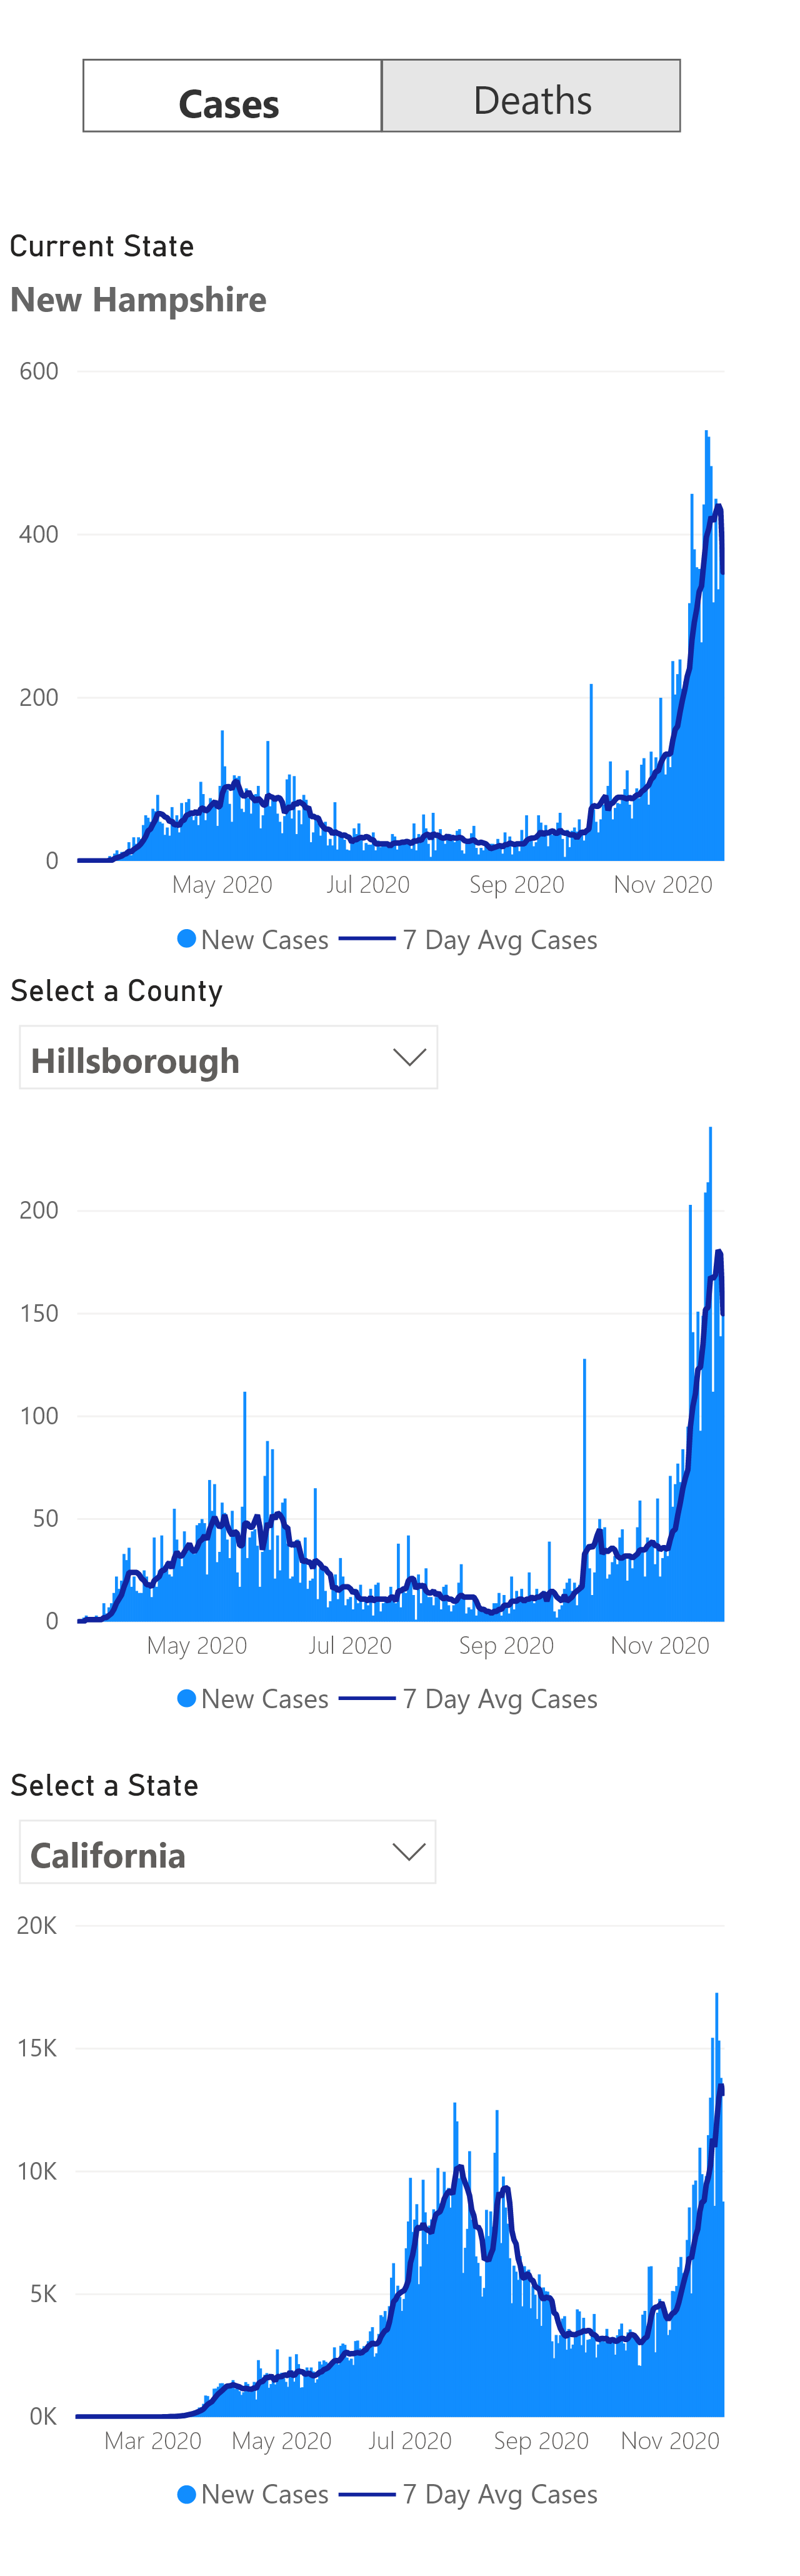 Cases Deaths
Current State
New Hampshire
600
400
200
0
May 2020 Jul 2020 Sep 2020 Nov 2020
New Cases 7 Day Avg Cases
Select a County
Hillsborough
200
150
100
50
0
May 2020 Jul 2020 Sep 2020 Nov 2020
New Cases 7 Day Avg Cases
Select a State
California
20K
15K
10K
5K
0K
Mar 2020 May 2020 Jul 2020 Sep 2020 Nov 2020
New Cases 7 Day Avg Cases